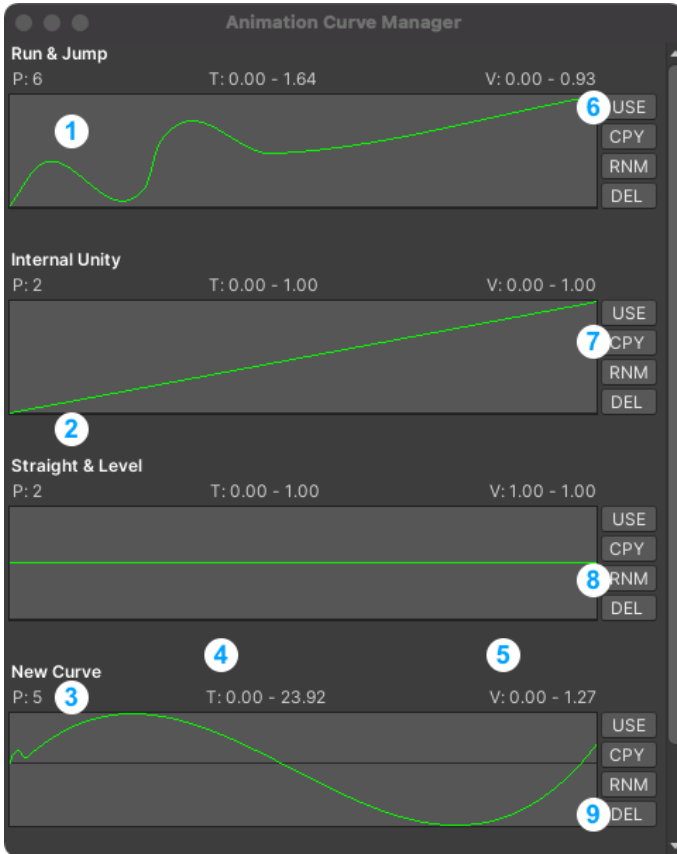 Animation Curve Manager
Run & Jump
P: 6 T: 0.00 - 1.64 V: 0.00 - 0.93
1
6 USE
CPY
RNM
DEL
Internal Unity
P: 2 T: 0.00 - 1.00 V: 0.00 - 1.00
USE
7 CPY
RNM
DEL
2
Straight & Level
P: 2 T: 0.00 - 1.00 V: 1.00 - 1.00
USE
CPY
8 RNM
DEL
4 5
New Curve
P: 5 3 T: 0.00 - 23.92 V: 0.00 - 1.27
USE
CPY
RNM
9 DEL